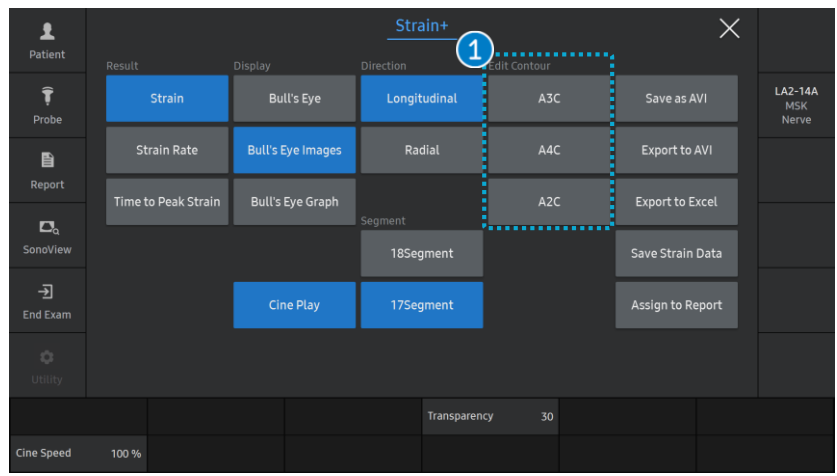 Strain+
1
Patient
Probe
Report
SonoView
End Exam
Utility
Result
Strain
Strain Rate
Time to Peak Strain
Display
Bull's Eye
Bull's Eye Images
Bull's Eye Graph
Cine Play
Direction
Longitudinal
Radial
Segment
18Segment
17Segment
Edit Contour
A3C
A4C
A2C
Save as AVI
Export to AVI
Export to Excel
Save Strain Data
Assign to Report
LA2-14A
MSK
Nerve
Transparency 30
Cine Speed 100 %